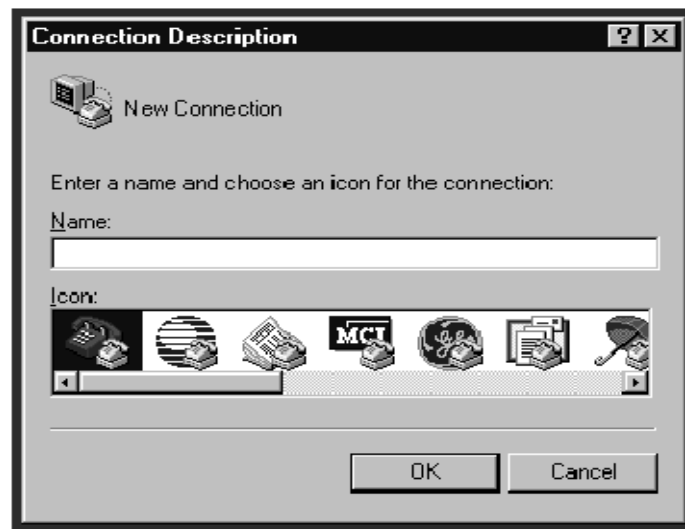 Connection Description
New Connection
Enter a name and choose an icon for the connection:
Name:
Icon:
MCI
OK Cancel